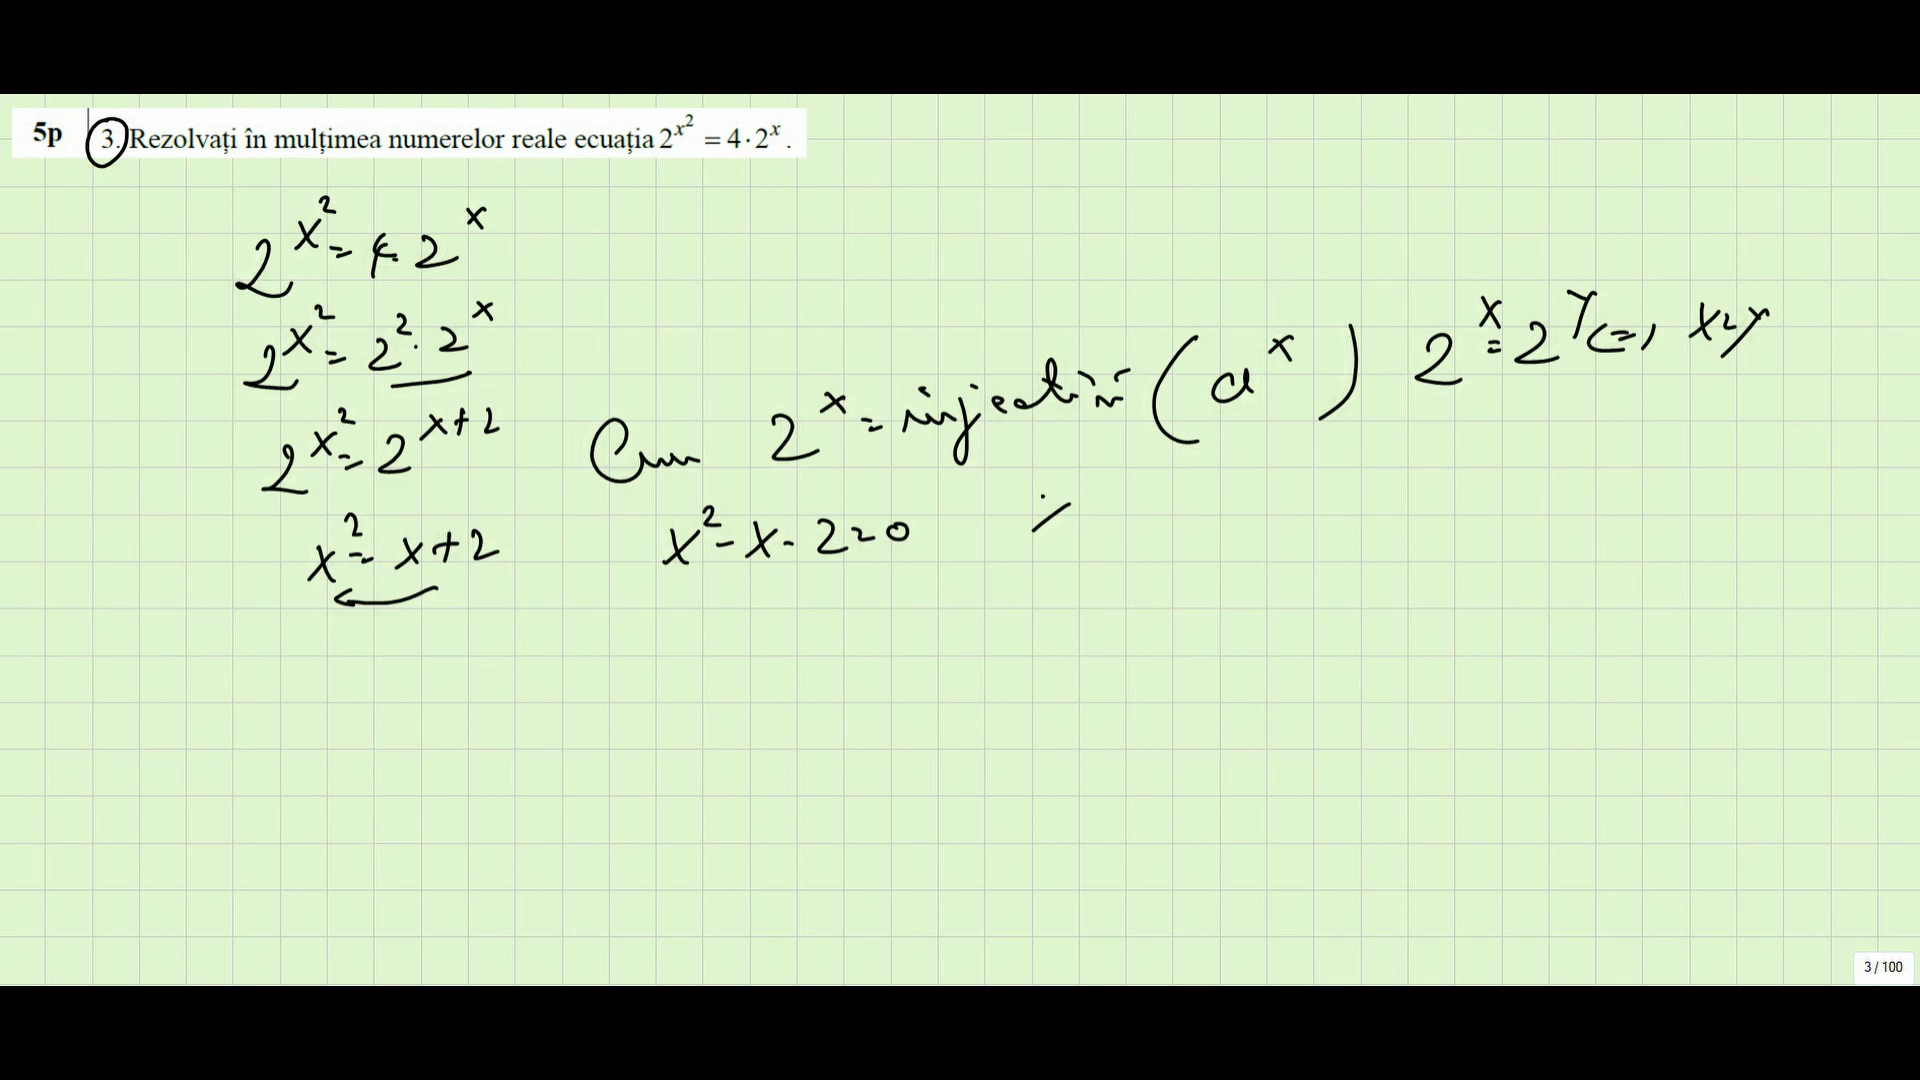 5p 3. Rezolvați în mulțimea numerelor reale ecuația 2^{x^2} = 4 · 2^x .
2^{x^2} = 4 · 2^x
2^{x^2} = 2^2 · 2^x
2^{x^2} = 2^{x+2} Cum 2^x = injectivă (a^x) 2^x = 2^y <=> x=y
x^2 = x+2 x^2 - x - 2 = 0
3 / 100